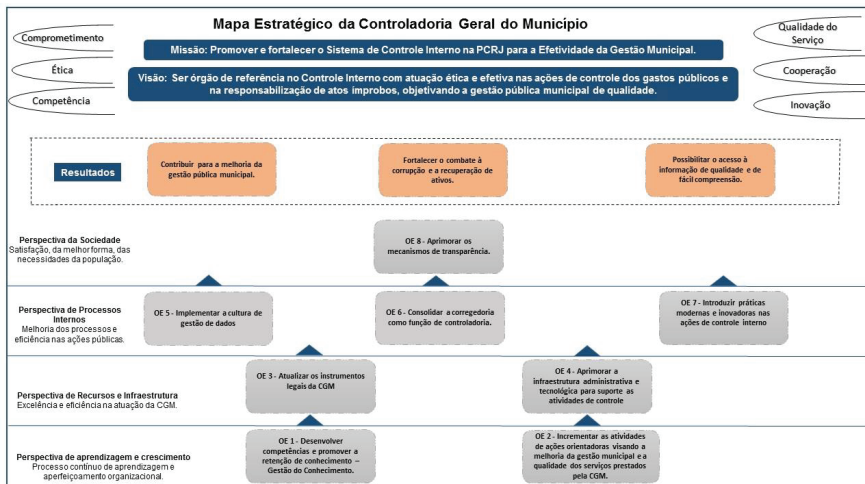 Mapa Estratégico da Controladoria Geral do Município
Comprometimento
Ética
Competência
Qualidade do
Serviço
Cooperação
Inovação
Missão: Promover e fortalecer o Sistema de Controle Interno na PCRJ para a Efetividade da Gestão Municipal.
Visão: Ser órgão de referência no Controle Interno com atuação ética e efetiva nas ações de controle dos gastos públicos e
na responsabilização de atos ímprobos, objetivando a gestão pública municipal de qualidade.
Resultados
Contribuir para a melhoria da
gestão pública municipal.
Fortalecer o combate à
corrupção e a recuperação de
ativos.
Possibilitar o acesso à
informação de qualidade e de
fácil compreensão.
Perspectiva da Sociedade
Satisfação, da melhor forma, das
necessidades da população.
OE 8 - Aprimorar os
mecanismos de transparência.
Perspectiva de Processos
Internos
Melhoria dos processos e
eficiência nas ações públicas.
OE 5 - Implementar a cultura de
gestão de dados
OE 6 - Consolidar a corregedoria
como função de controladoria.
OE 7 - Introduzir práticas
modernas e inovadoras nas
ações de controle interno
Perspectiva de Recursos e Infraestrutura
Excelência e eficiência na atuação da CGM.
OE 3 - Atualizar os instrumentos
legais da CGM
OE 4 - Aprimorar a
infraestrutura administrativa e
tecnológica para suporte as
atividades de controle
Perspectiva de aprendizagem e crescimento
Processo contínuo de aprendizagem e
aperfeiçoamento organizacional.
OE 1 - Desenvolver
competências e promover a
retenção de conhecimento –
Gestão do Conhecimento.
OE 2 - Incrementar as atividades
de ações orientadoras visando a
melhoria da gestão municipal e a
qualidade dos serviços prestados
pela CGM.